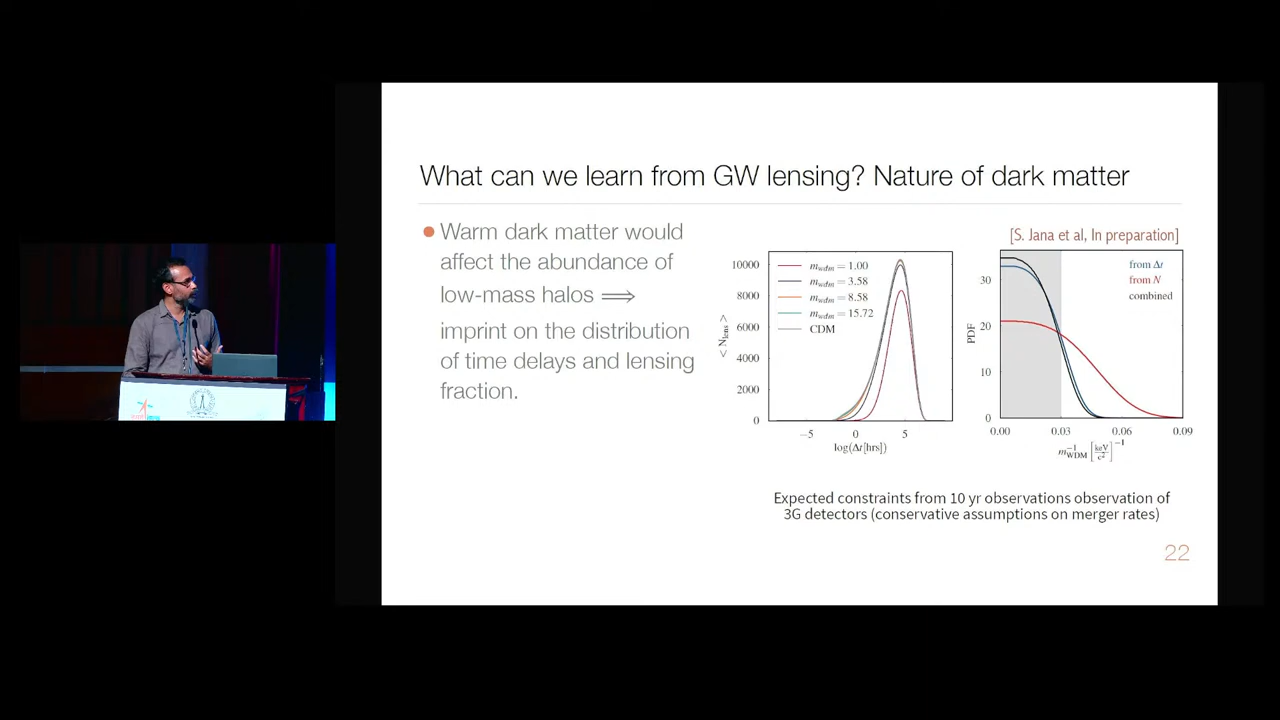 What can we learn from GW lensing? Nature of dark matter
Warm dark matter would
affect the abundance of
low-mass halos ⟹
imprint on the distribution
of time delays and lensing
fraction.
[S. Jana et al, In preparation]
m_wdm = 1.00
m_wdm = 3.58
m_wdm = 8.58
m_wdm = 15.72
CDM
< N_lens >
10000
8000
6000
4000
2000
0
−5 0 5
log(Δt[hrs])
from Δt
from N
combined
PDF
30
20
10
0
0.00 0.03 0.06 0.09
m_WDM^−1 [keV/c^2]^−1
Expected constraints from 10 yr observations observation of
3G detectors (conservative assumptions on merger rates)
22